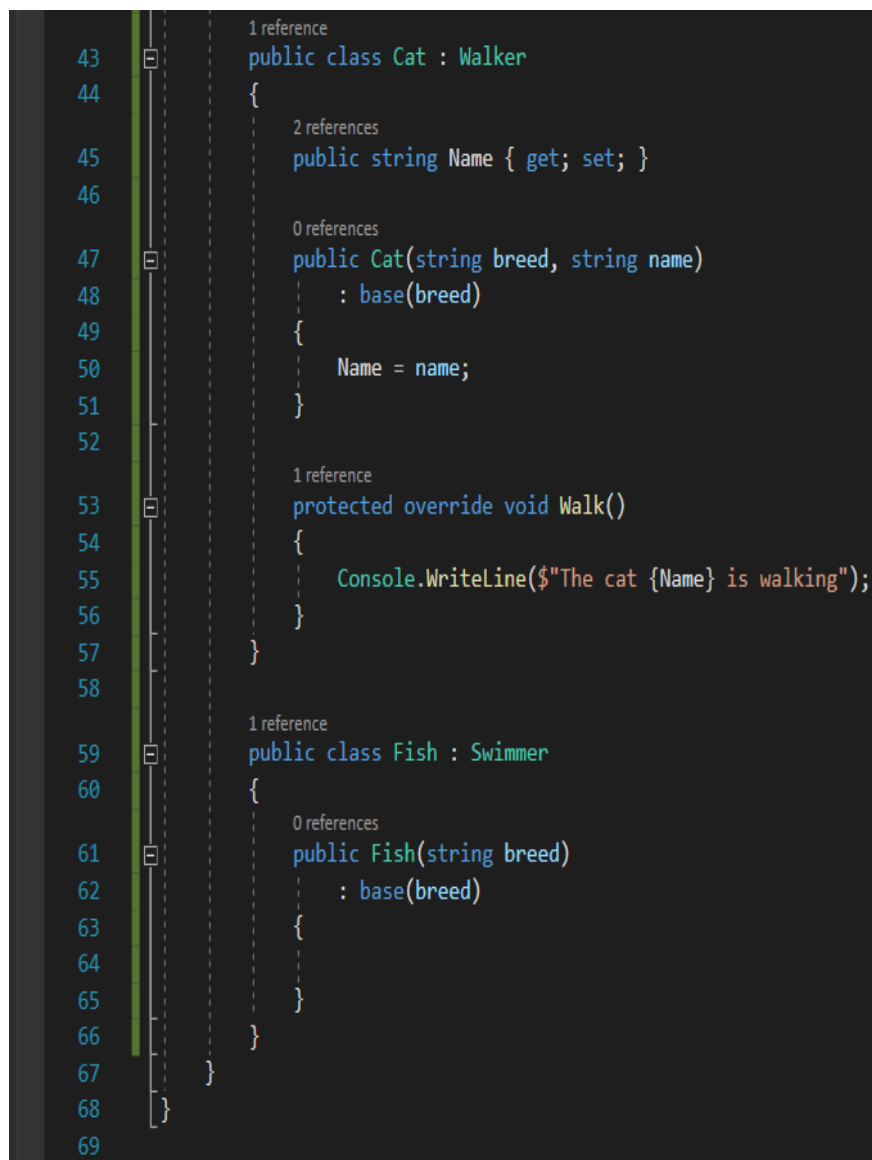 1 reference
43 public class Cat : Walker
44 {
2 references
45 public string Name { get; set; }
46
0 references
47 public Cat(string breed, string name)
48 : base(breed)
49 {
50 Name = name;
51 }
52
1 reference
53 protected override void Walk()
54 {
55 Console.WriteLine($"The cat {Name} is walking");
56 }
57 }
58
1 reference
59 public class Fish : Swimmer
60 {
0 references
61 public Fish(string breed)
62 : base(breed)
63 {
64
65 }
66 }
67 }
68 }
69